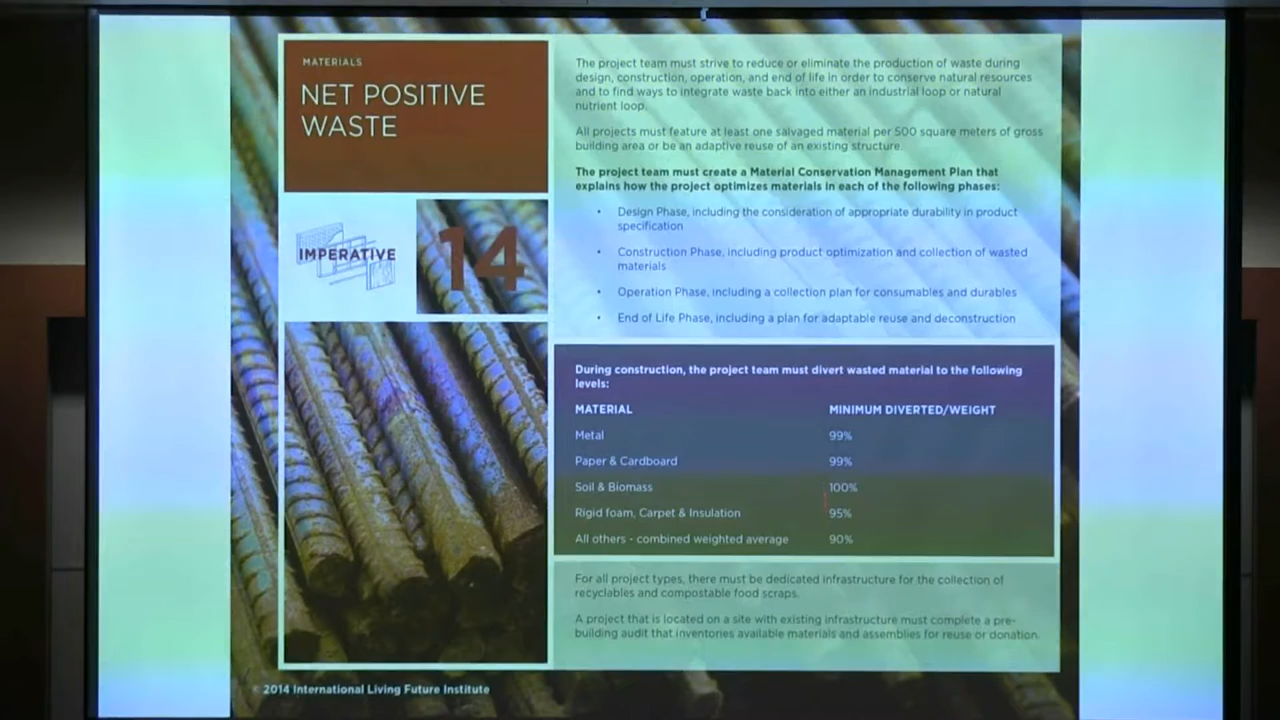 MATERIALS
NET POSITIVE
WASTE
IMPERATIVE
14
The project team must strive to reduce or eliminate the production of waste during
design, construction, operation, and end of life in order to conserve natural resources
and to find ways to integrate waste back into either an industrial loop or natural
nutrient loop.
All projects must feature at least one salvaged material per 500 square meters of gross
building area or be an adaptive reuse of an existing structure.
The project team must create a Material Conservation Management Plan that
explains how the project optimizes materials in each of the following phases:
• Design Phase, including the consideration of appropriate durability in product
specification
• Construction Phase, including product optimization and collection of wasted
materials
• Operation Phase, including a collection plan for consumables and durables
• End of Life Phase, including a plan for adaptable reuse and deconstruction
During construction, the project team must divert wasted material to the following
levels:
MATERIAL MINIMUM DIVERTED/WEIGHT
Metal 99%
Paper & Cardboard 99%
Soil & Biomass 100%
Rigid foam, Carpet & Insulation 95%
All others - combined weighted average 90%
For all project types, there must be dedicated infrastructure for the collection of
recyclables and compostable food scraps.
A project that is located on a site with existing infrastructure must complete a pre-
building audit that inventories available materials and assemblies for reuse or donation.
© 2014 International Living Future Institute